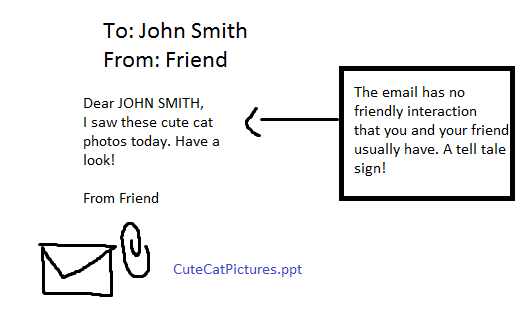 To: John Smith
From: Friend
Dear JOHN SMITH,
I saw these cute cat
photos today. Have a
look!
From Friend
The email has no
friendly interaction
that you and your friend
usually have. A tell tale
sign!
CuteCatPictures.ppt